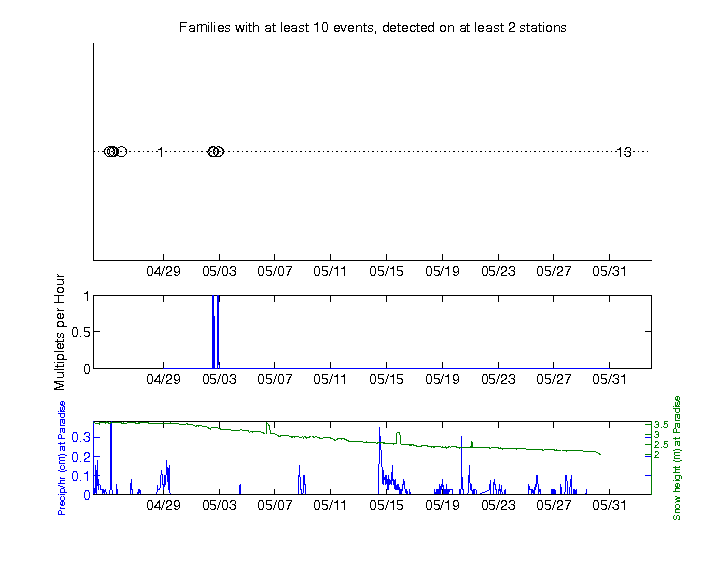 Families with at least 10 events, detected on at least 2 stations
1 13
04/29 05/03 05/07 05/11 05/15 05/19 05/23 05/27 05/31
Multiplets per Hour
1
0.5
0
04/29 05/03 05/07 05/11 05/15 05/19 05/23 05/27 05/31
Precip/hr (cm) at Paradise
0.3
0.2
0.1
0
3.5
3
2.5
2
Snow height (m) at Paradise
04/29 05/03 05/07 05/11 05/15 05/19 05/23 05/27 05/31